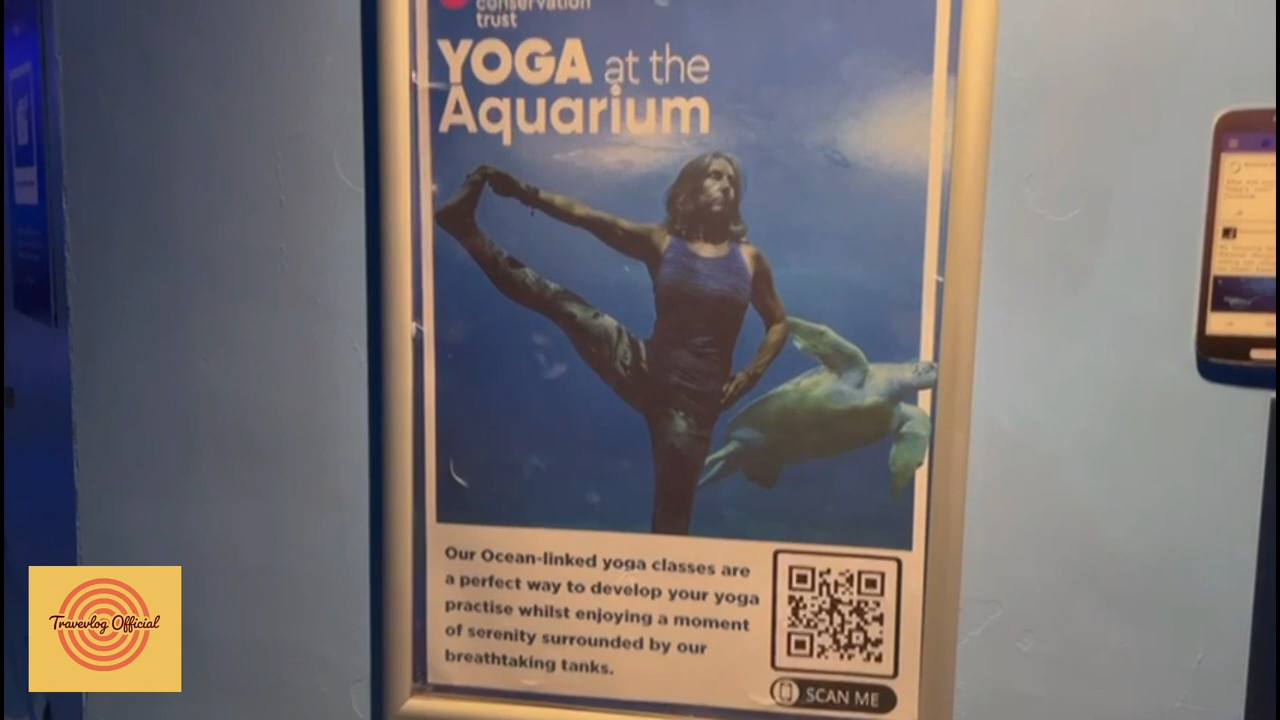 conservation
trust
YOGA at the
Aquarium
Our Ocean-linked yoga classes are
a perfect way to develop your yoga
practise whilst enjoying a moment
of serenity surrounded by our
breathtaking tanks.
SCAN ME
Travevlog Official